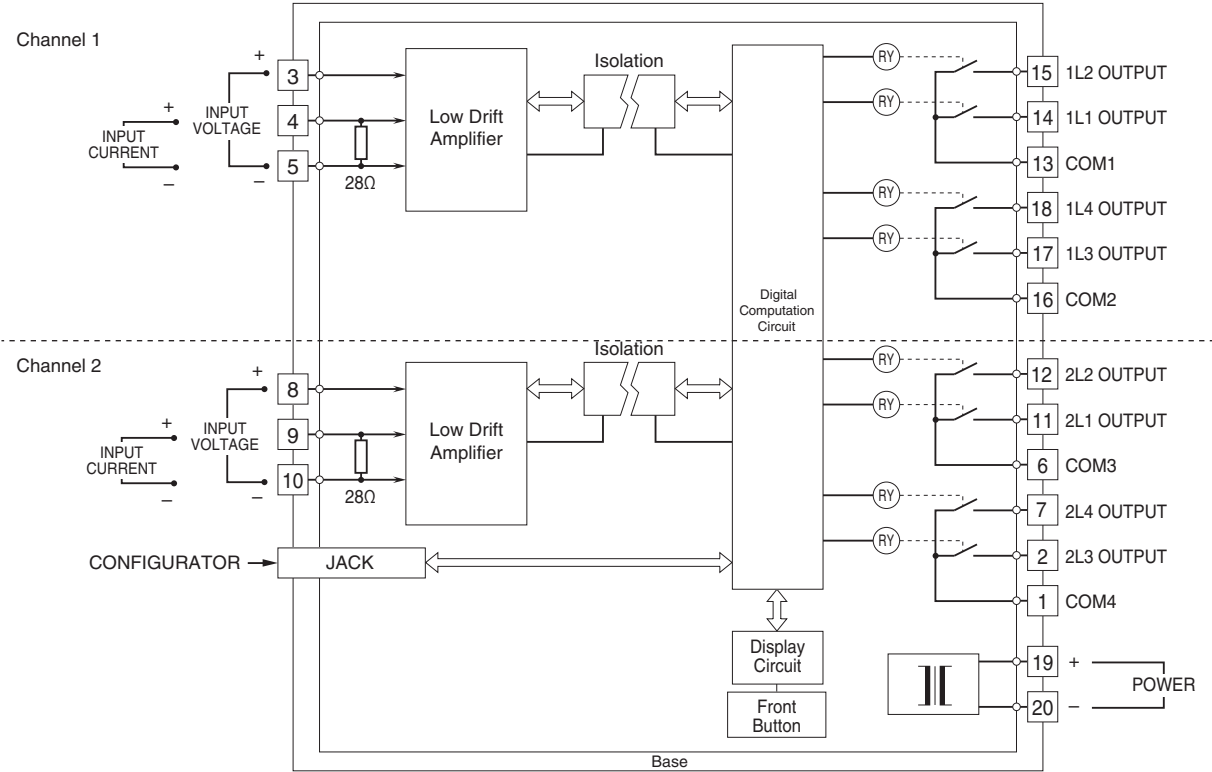 Channel 1
+
3
INPUT
VOLTAGE
+
4
INPUT
CURRENT
–
–
5
28Ω
Low Drift
Amplifier
Isolation
RY
15
1L2 OUTPUT
RY
14
1L1 OUTPUT
13
COM1
RY
18
1L4 OUTPUT
RY
17
1L3 OUTPUT
16
COM2
Digital
Computation
Circuit
Channel 2
+
8
INPUT
VOLTAGE
+
9
INPUT
CURRENT
–
–
10
28Ω
Low Drift
Amplifier
Isolation
RY
12
2L2 OUTPUT
RY
11
2L1 OUTPUT
6
COM3
RY
7
2L4 OUTPUT
RY
2
2L3 OUTPUT
1
COM4
CONFIGURATOR
JACK
Display
Circuit
Front
Button
19
+
POWER
20
–
Base